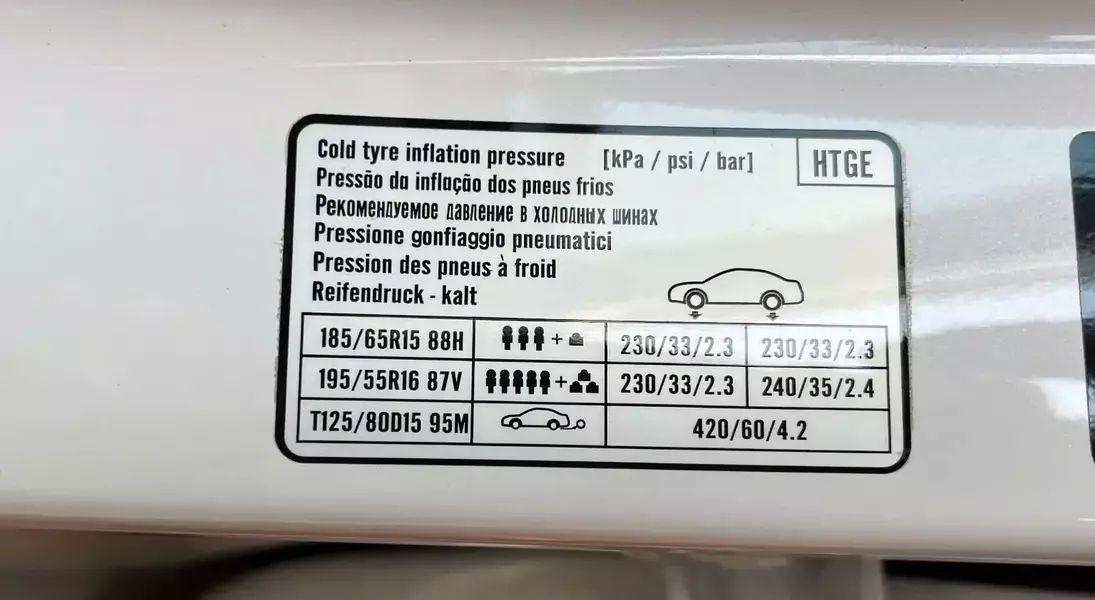 Cold tyre inflation pressure [kPa / psi / bar] HTGE
Pressão da inflação dos pneus frios
Рекомендуемое давление в холодных шинах
Pressione gonfiaggio pneumatici
Pression des pneus à froid
Reifendruck - kalt
185/65R15 88H + 230/33/2.3 230/33/2.3
195/55R16 87V + 230/33/2.3 240/35/2.4
T125/80D15 95M 420/60/4.2